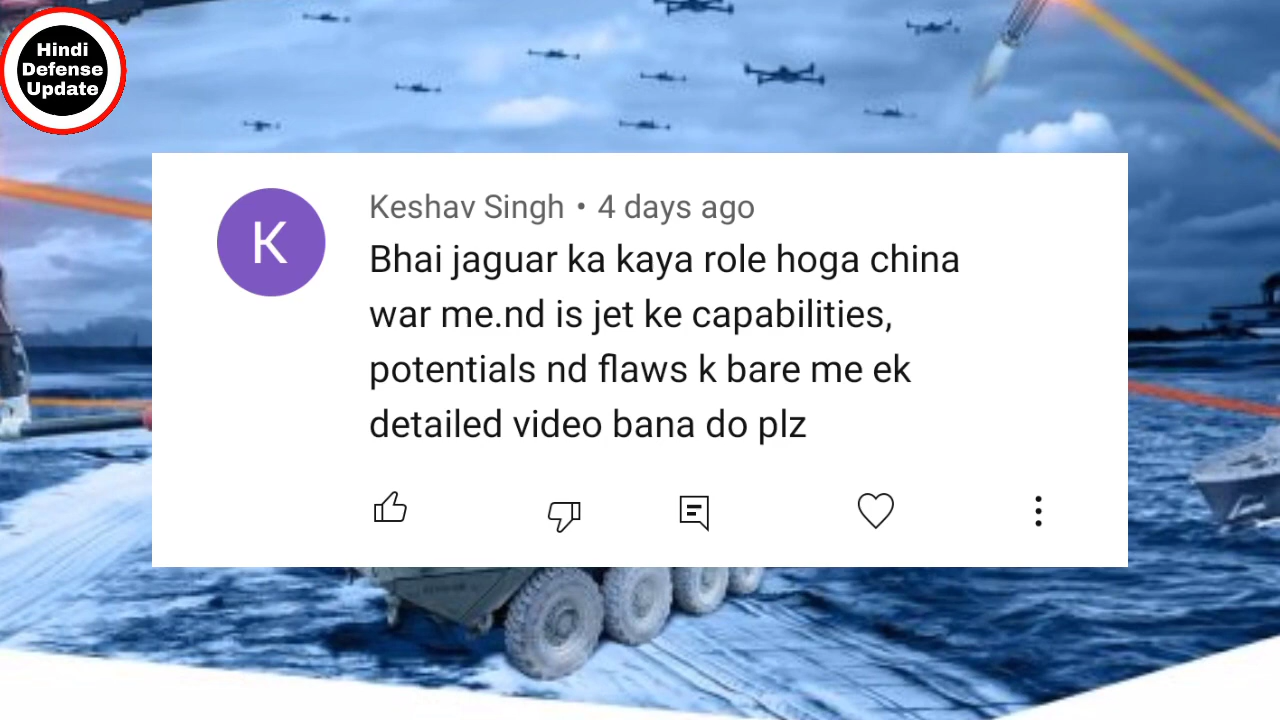 Hindi
Defense
Update
Keshav Singh • 4 days ago
K
Bhai jaguar ka kaya role hoga china
war me.nd is jet ke capabilities,
potentials nd flaws k bare me ek
detailed video bana do plz